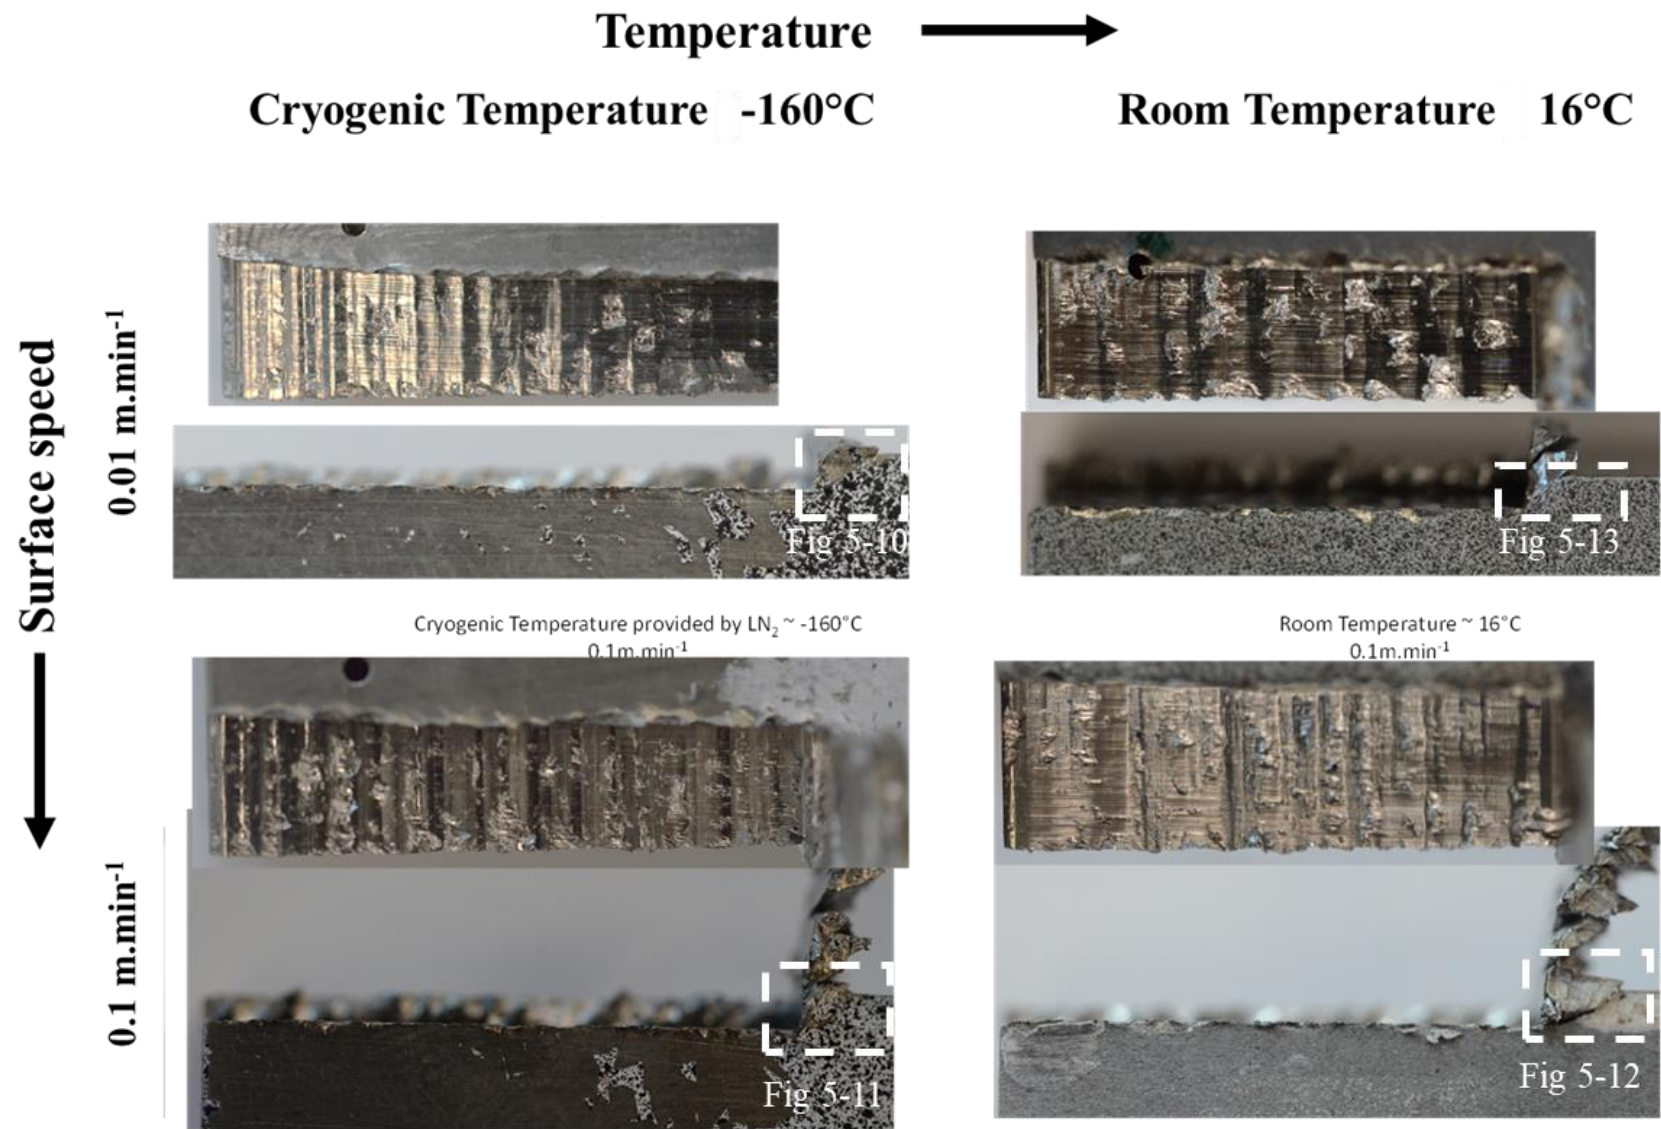 Temperature
Cryogenic Temperature -160°C
Room Temperature 16°C
Surface speed
0.01 m.min-1
Fig 5-10
Fig 5-13
Cryogenic Temperature provided by LN2 ~ -160°C
0.1m.min-1
Room Temperature ~ 16°C
0.1m.min-1
0.1 m.min-1
Fig 5-11
Fig 5-12